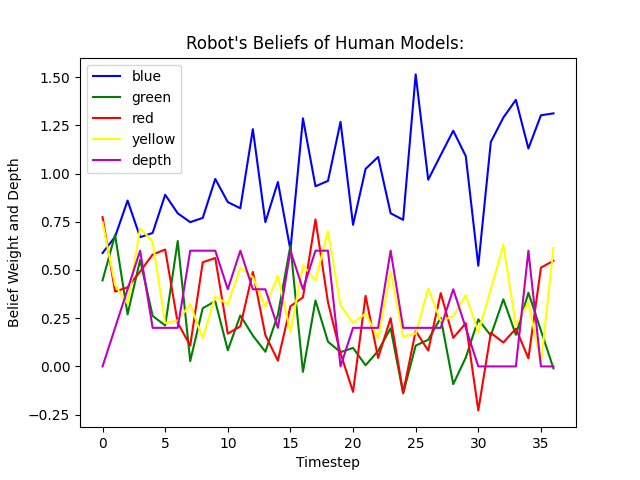 Robot's Beliefs of Human Models:
blue
green
red
yellow
depth
1.50
1.25
1.00
0.75
0.50
0.25
0.00
−0.25
Belief Weight and Depth
0 5 10 15 20 25 30 35
Timestep